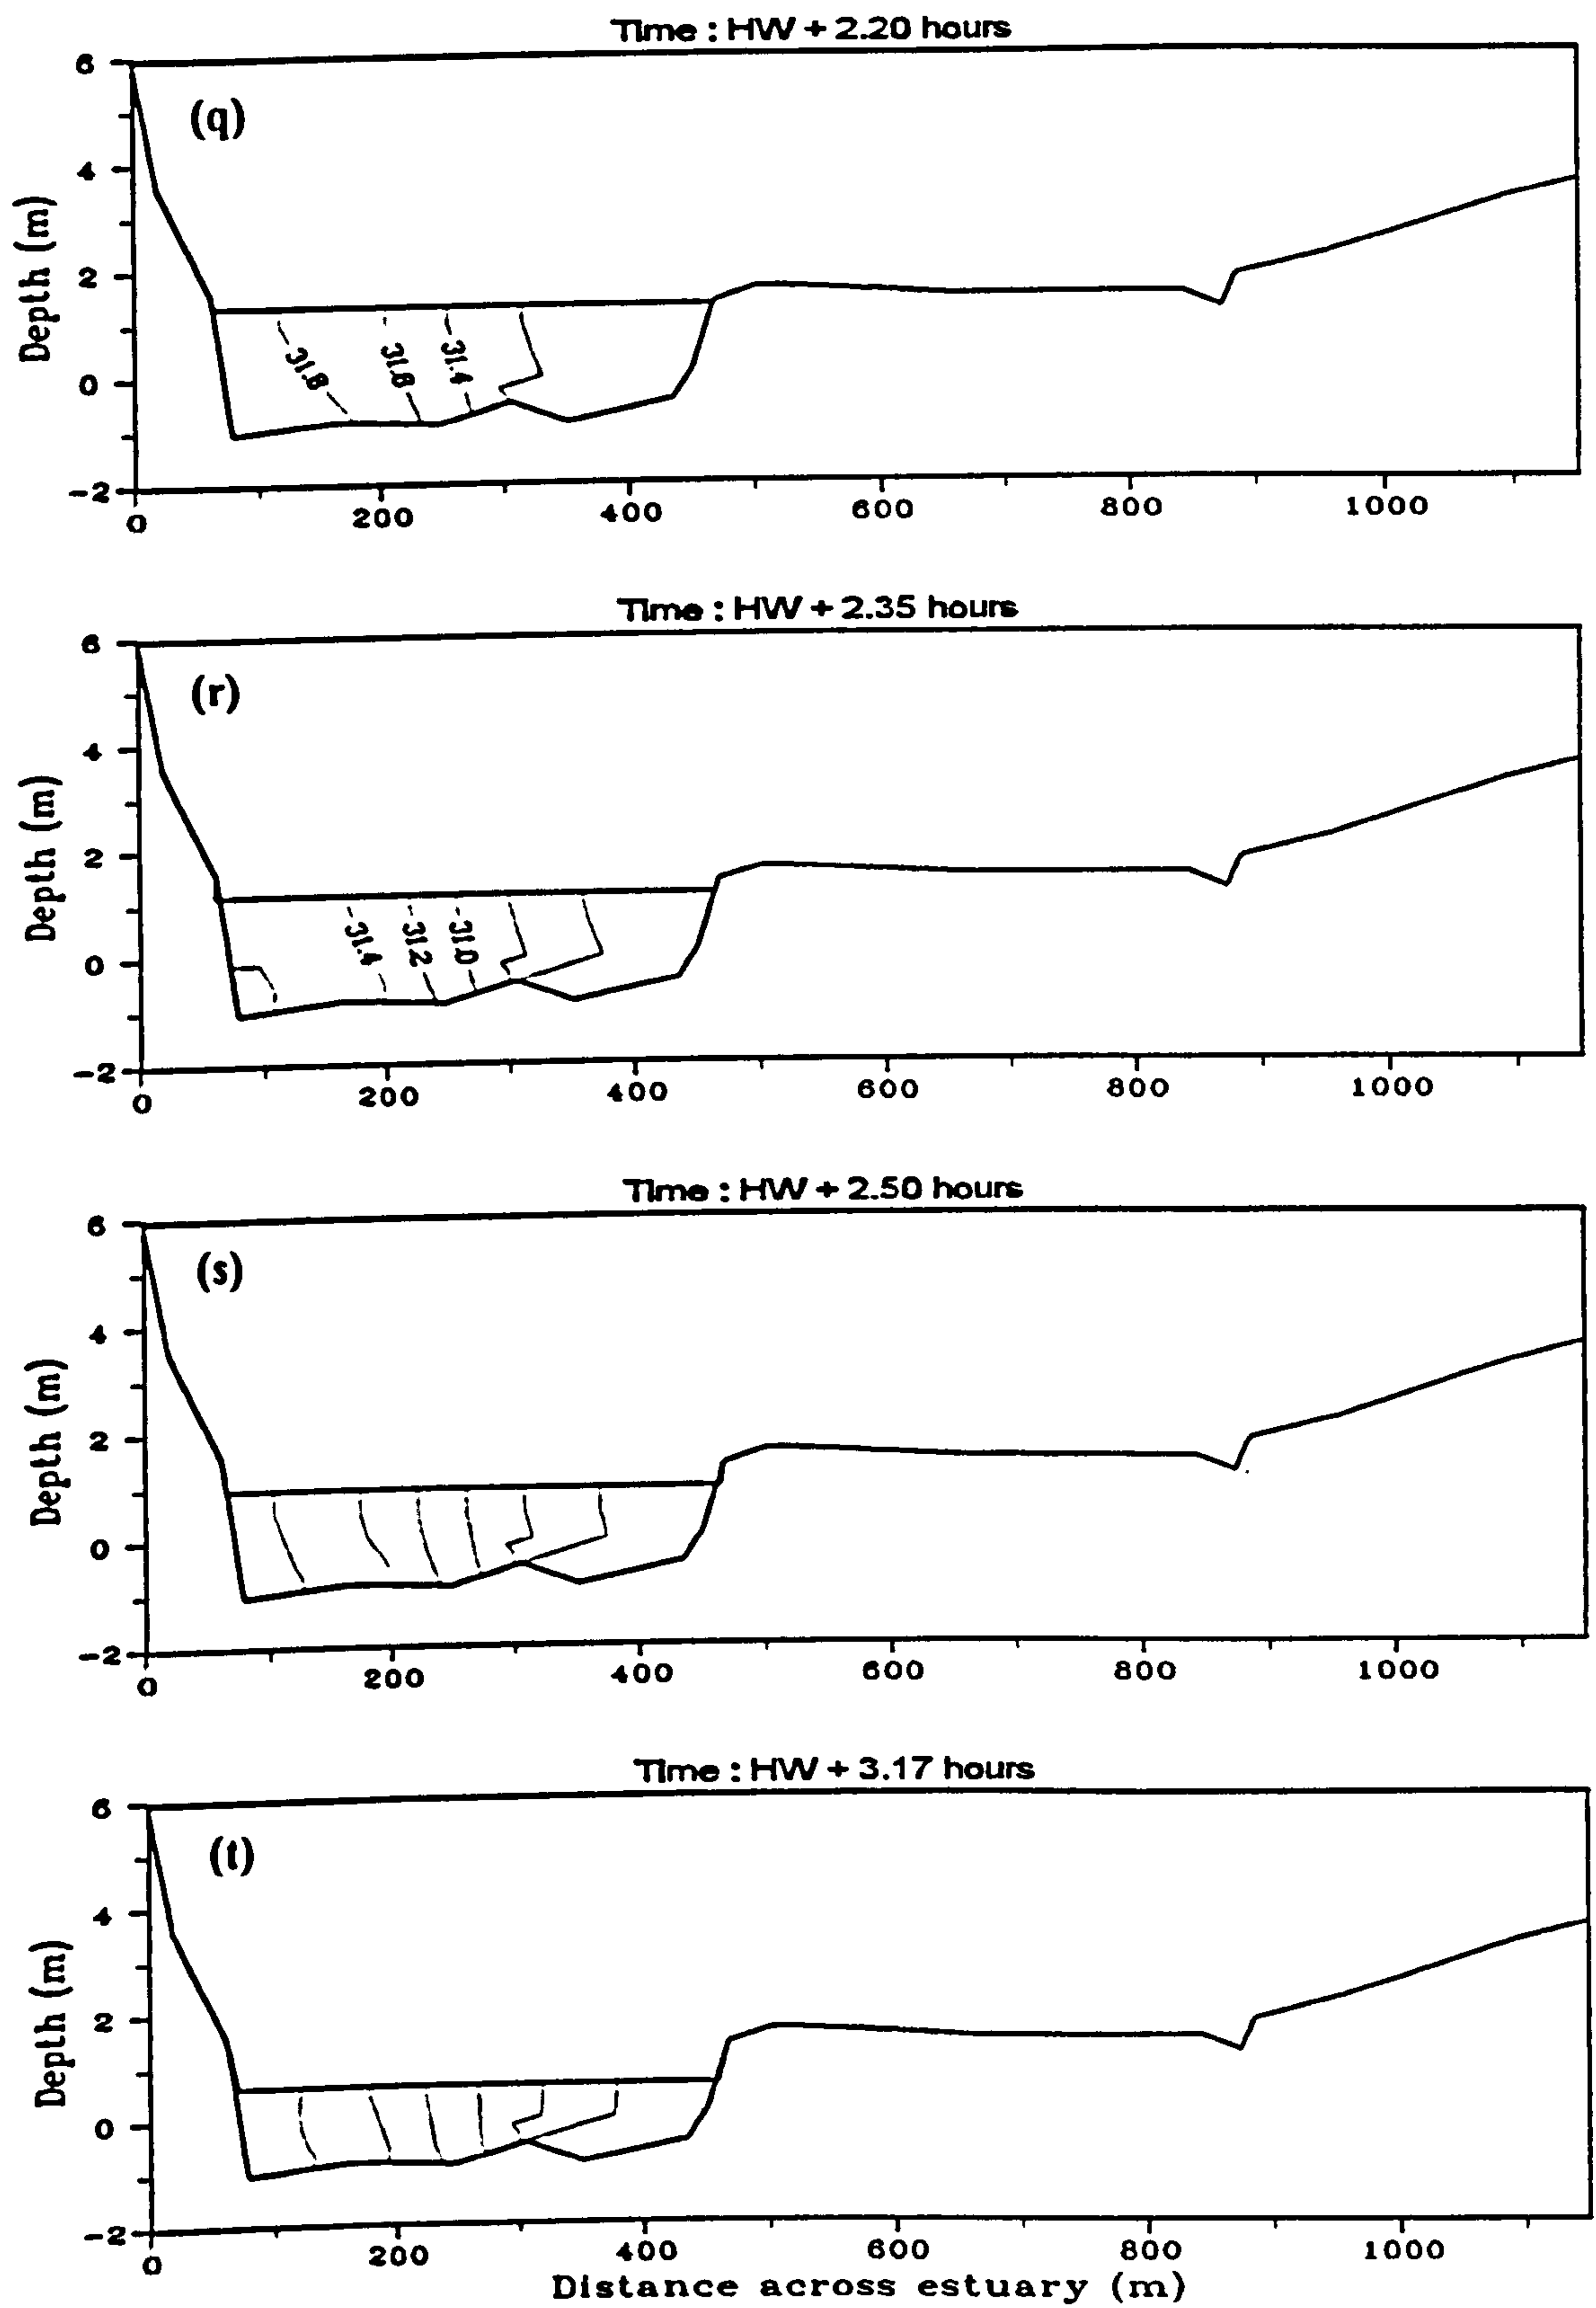 Time : HW + 2.20 hours
(q)
6
4
2
0
-2
Depth (m)
31.8
31.6
31.4
0 200 400 600 800 1000
Time : HW + 2.35 hours
(r)
6
4
2
0
-2
Depth (m)
31.4
31.2
31.0
0 200 400 600 800 1000
Time : HW + 2.50 hours
(s)
6
4
2
0
-2
Depth (m)
0 200 400 600 800 1000
Time : HW + 3.17 hours
(t)
6
4
2
0
-2
Depth (m)
0 200 400 600 800 1000
Distance across estuary (m)